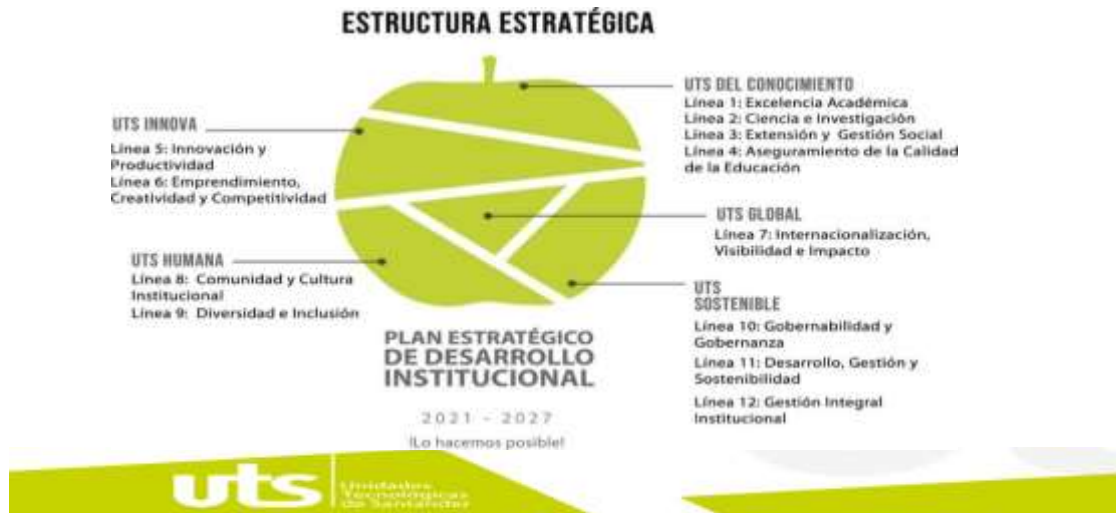 ESTRUCTURA ESTRATÉGICA
UTS DEL CONOCIMIENTO
Línea 1: Excelencia Académica
Línea 2: Ciencia e Investigación
Línea 3: Extensión y Gestión Social
Línea 4: Aseguramiento de la Calidad
de la Educación
UTS INNOVA
Línea 5: Innovación y
Productividad
Línea 6: Emprendimiento,
Creatividad y Competitividad
UTS GLOBAL
Línea 7: Internacionalización,
Visibilidad e Impacto
UTS HUMANA
Línea 8: Comunidad y Cultura
Institucional
Línea 9: Diversidad e Inclusión
UTS
SOSTENIBLE
Línea 10: Gobernabilidad y
Gobernanza
Línea 11: Desarrollo, Gestión y
Sostenibilidad
Línea 12: Gestión Integral
Institucional
PLAN ESTRATÉGICO
DE DESARROLLO
INSTITUCIONAL
2021 - 2027
¡Lo hacemos posible!
uts
Unidades
Tecnológicas
de Santander